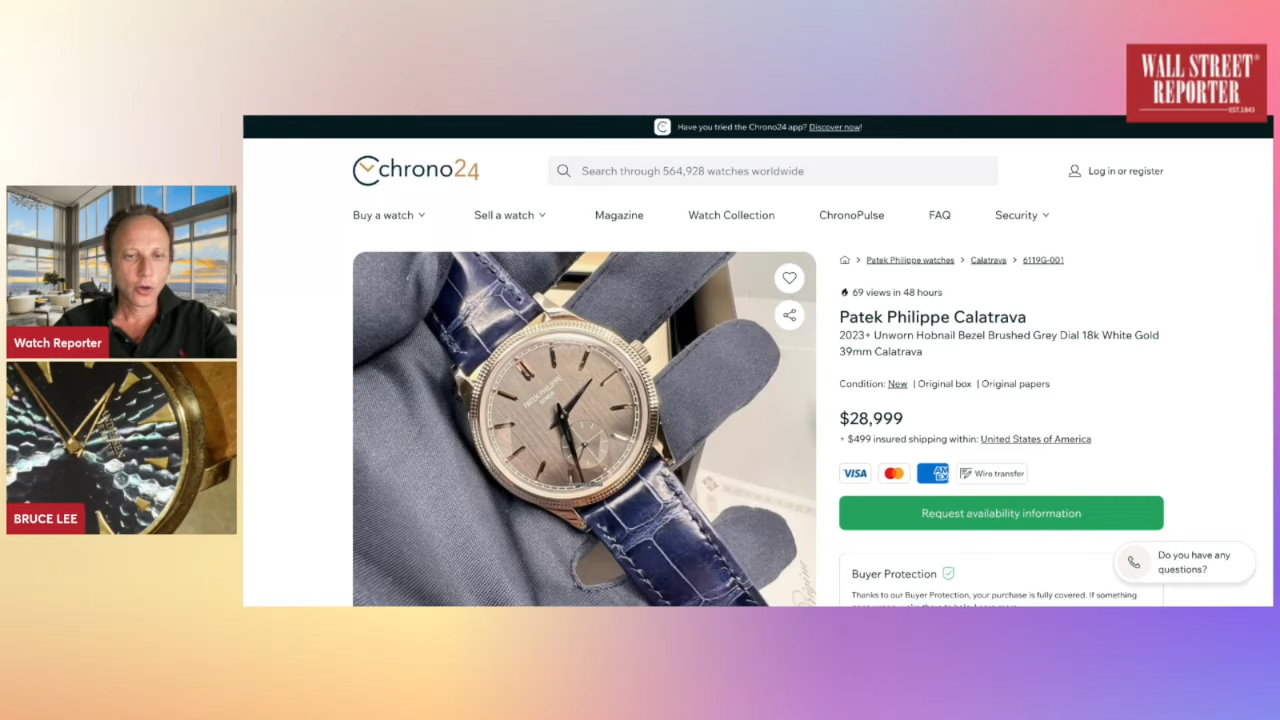 WALL STREET
REPORTER
EST.1843
Have you tried the Chrono24 app? Discover now!
chrono24
Search through 564,928 watches worldwide
Log in or register
Buy a watch
Sell a watch
Magazine
Watch Collection
ChronoPulse
FAQ
Security
Patek Philippe watches > Calatrava > 6119G-001
69 views in 48 hours
Patek Philippe Calatrava
2023+ Unworn Hobnail Bezel Brushed Grey Dial 18k White Gold
39mm Calatrava
Condition: New | Original box | Original papers
$28,999
+ $499 insured shipping within: United States of America
VISA
AM
EX
Wire transfer
Request availability information
Do you have any
questions?
Buyer Protection
Thanks to our Buyer Protection, your purchase is fully covered. If something
PATEK PHILIPPE
GENEVE
Watch Reporter
BRUCE LEE